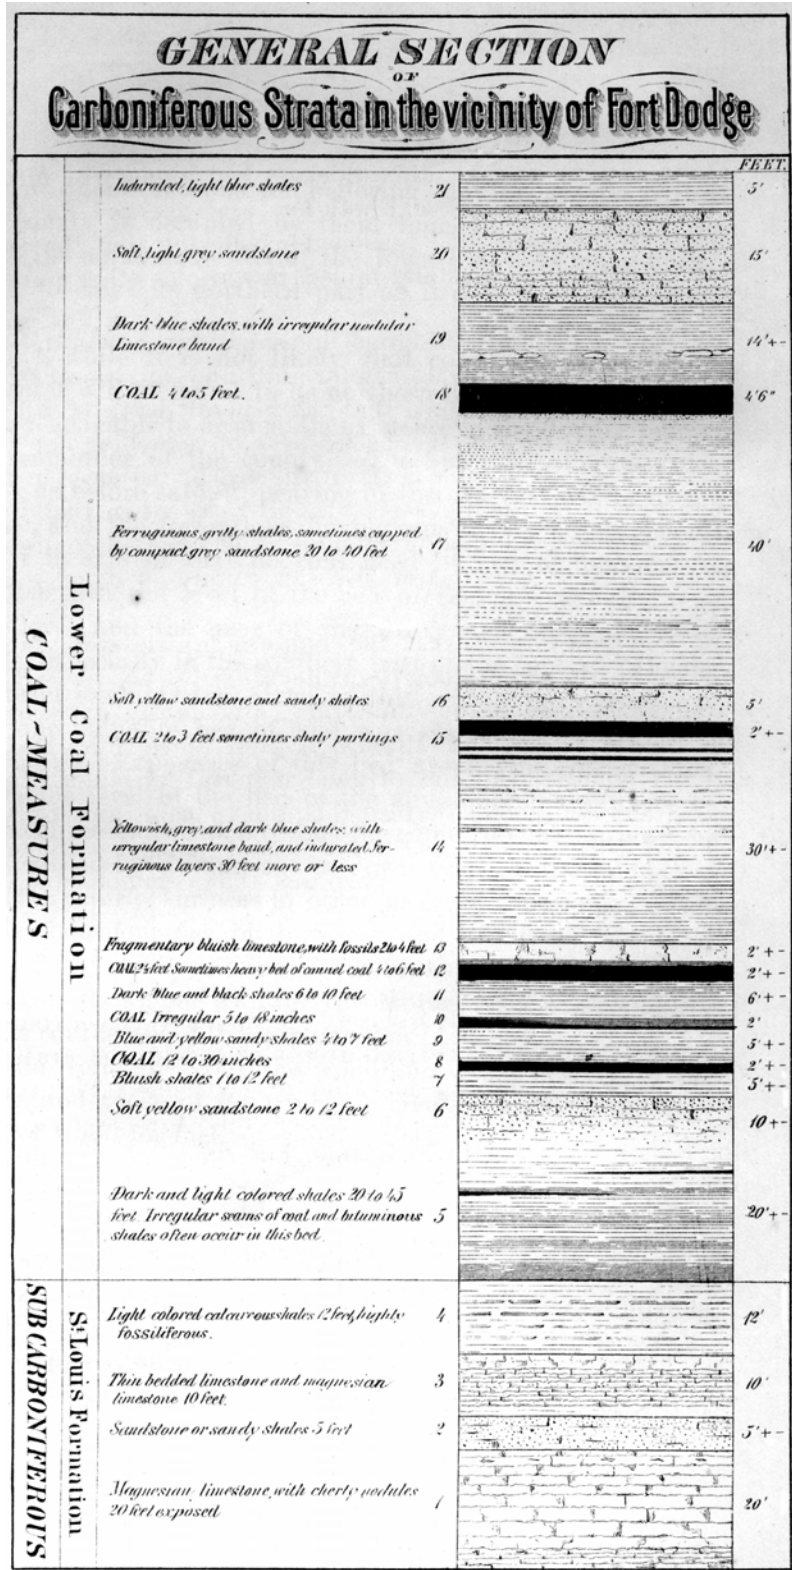 GENERAL SECTION
OF
Carboniferous Strata in the vicinity of Fort Dodge
FEET.
COAL-MEASURES
Lower Coal Formation
Indurated, light blue shales 21 5'
Soft, light grey sandstone 20 15'
Dark blue shales, with irregular nodular
Limestone band 19 14'+-
COAL 4 to 5 feet. 18 4'6"
Ferruginous, gritty shales, sometimes capped
by compact, grey sandstone 20 to 40 feet 17 40'
Soft yellow sandstone and sandy shales 16 5'
COAL 2 to 3 feet sometimes shaly partings 15 2'+-
Yellowish, grey, and dark blue shales, with
irregular limestone band, and indurated fer-
ruginous layers 30 feet more or less 14 30'+-
Fragmentary bluish limestone, with fossils 2 to 4 feet 13 2'+-
COAL 2½ feet Sometimes heavy bed of cannel coal 4 to 6 feet 12 2'+-
Dark blue and black shales 6 to 10 feet 11 6'+-
COAL Irregular 5 to 18 inches 10 2'
Blue and yellow sandy shales 4 to 7 feet 9 5'+-
COAL 12 to 30 inches 8 2'+-
Bluish shales 1 to 12 feet 7 5'+-
Soft yellow sandstone 2 to 12 feet 6 10+-
Dark and light colored shales 20 to 45
feet. Irregular seams of coal and bituminous
shales often occur in this bed. 5 20'+-
SUBCARBONIFEROUS
St. Louis Formation
Light colored calcareous shales 12 feet, highly
fossiliferous. 4 12'
Thin bedded limestone and magnesian
limestone 10 feet. 3 10'
Sandstone or sandy shales 5 feet 2 5'+-
Magnesian limestone, with cherty nodules
20 feet exposed 1 20'